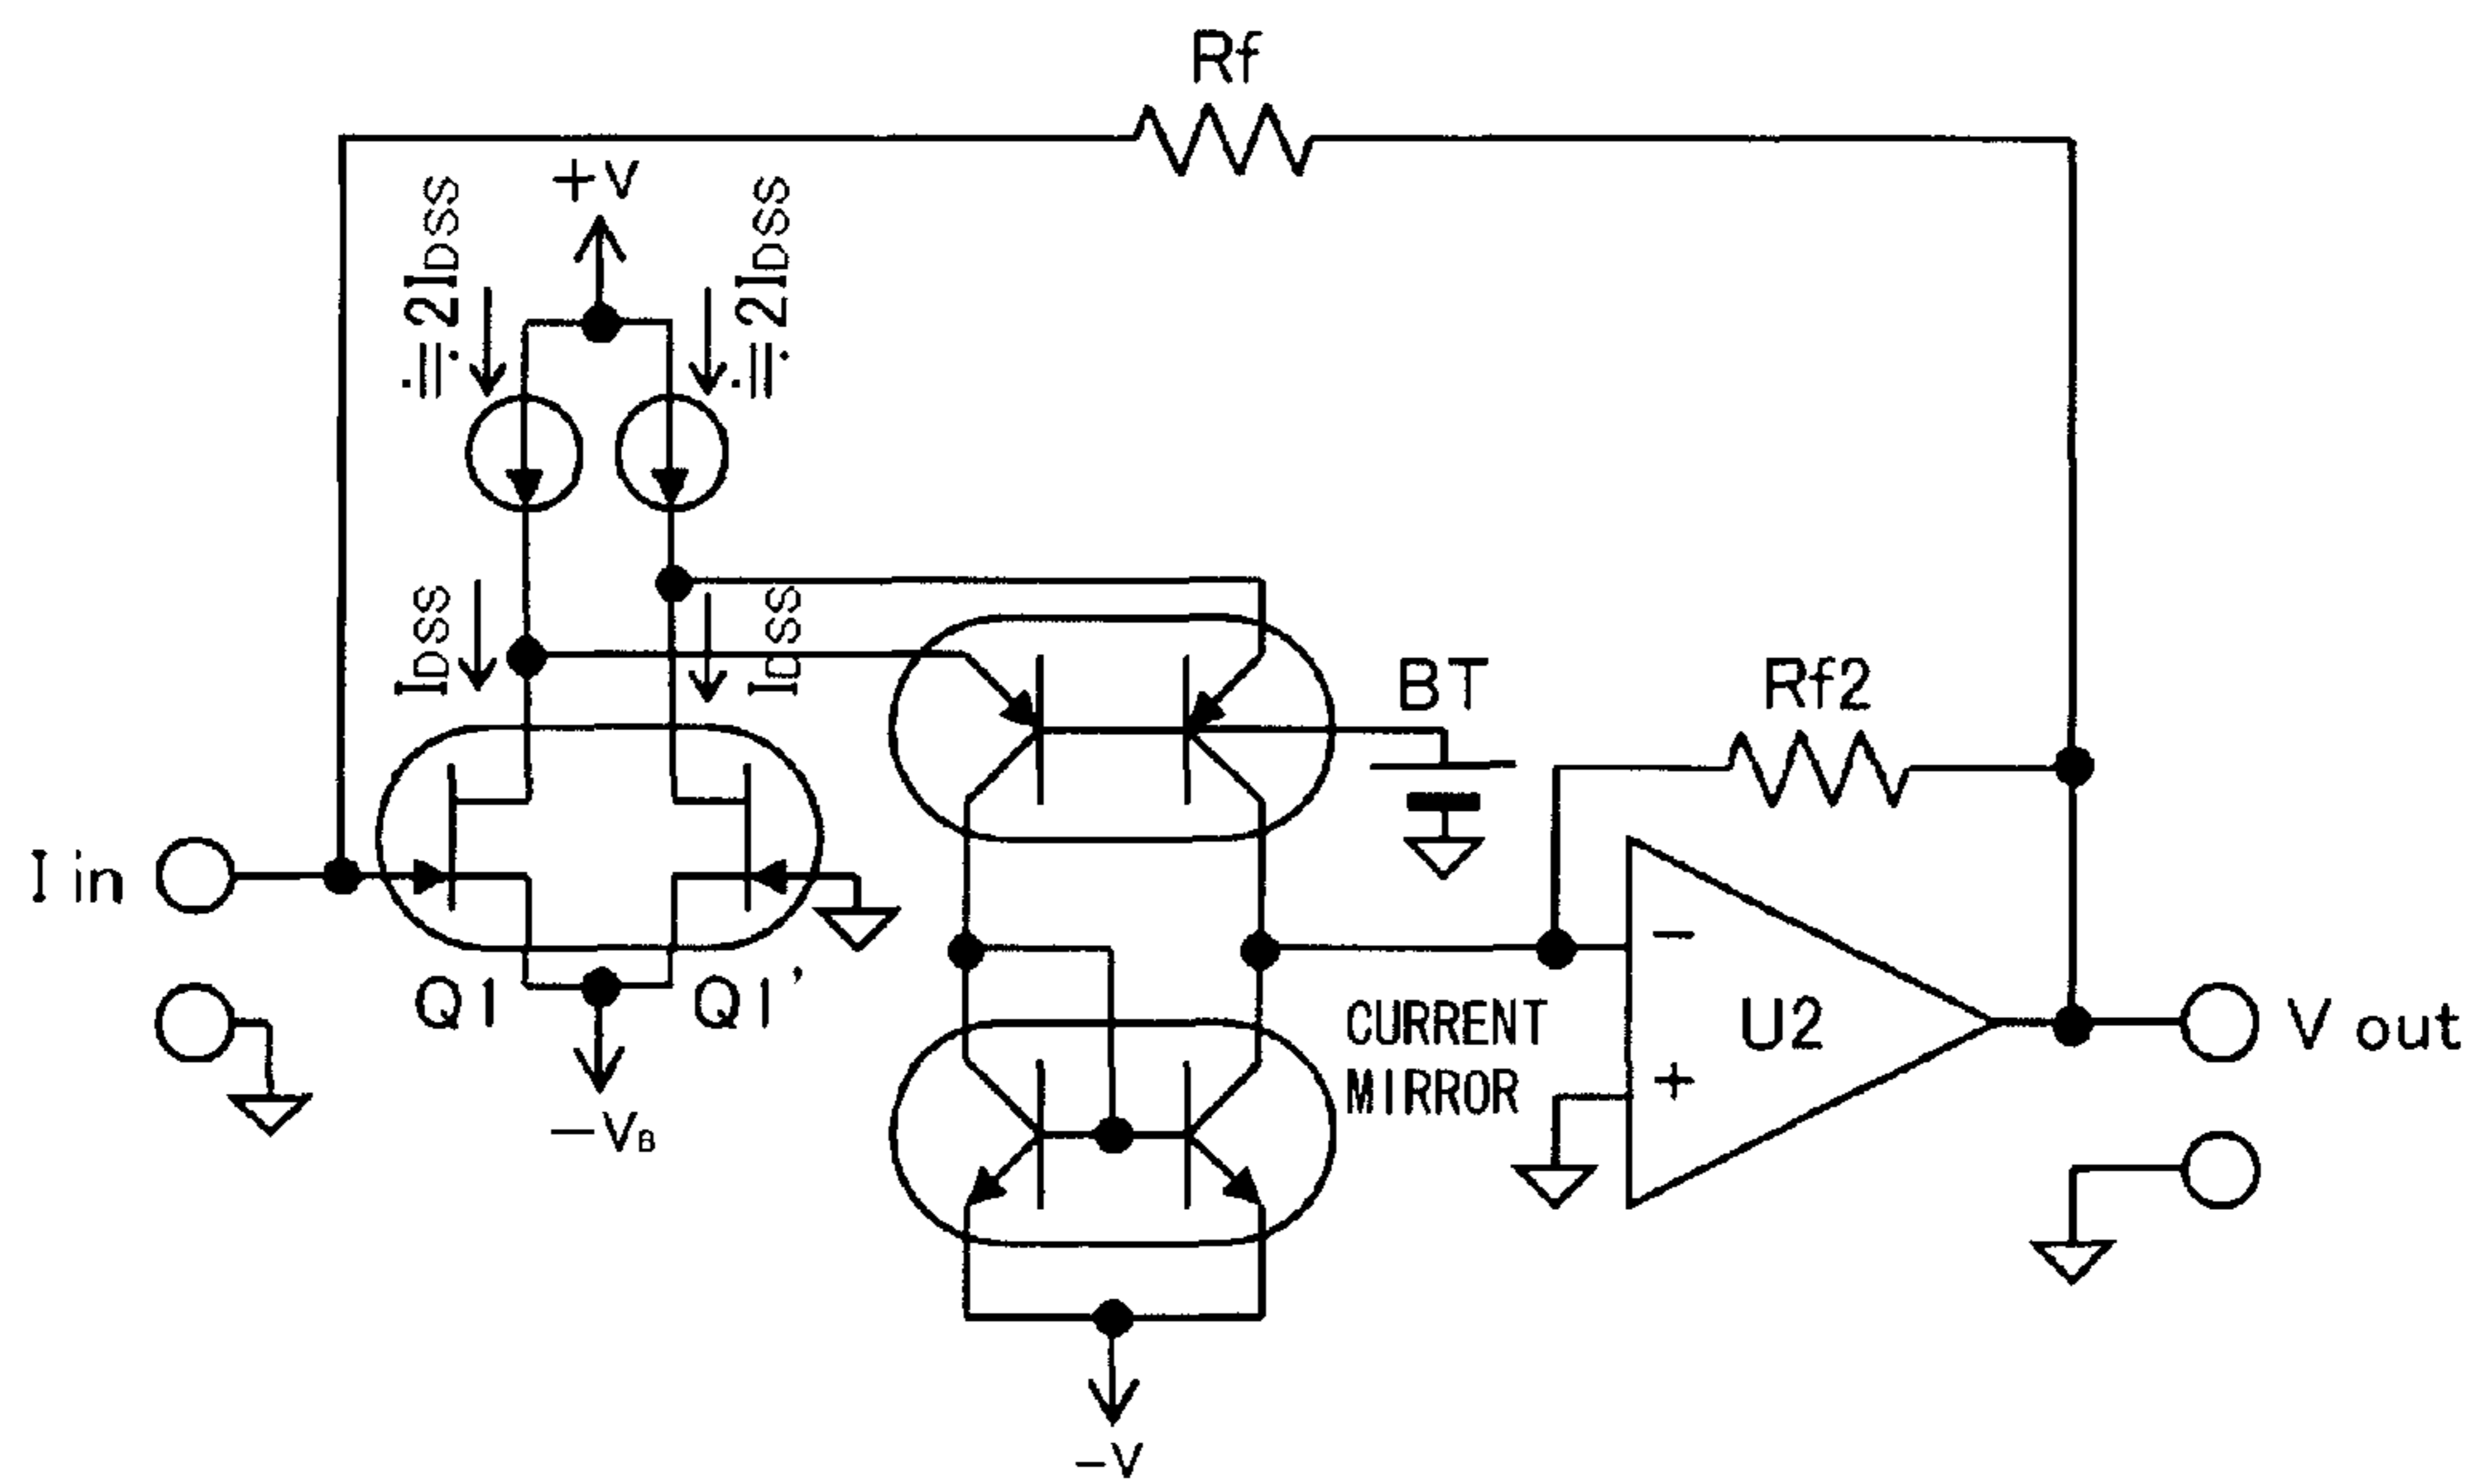 Rf
+V
≒2IDSS
≒2IDSS
IDSS
IDSS
BT
Rf2
I in
Q1
Q1'
−VB
CURRENT
MIRROR
−
+
U2
V out
−V